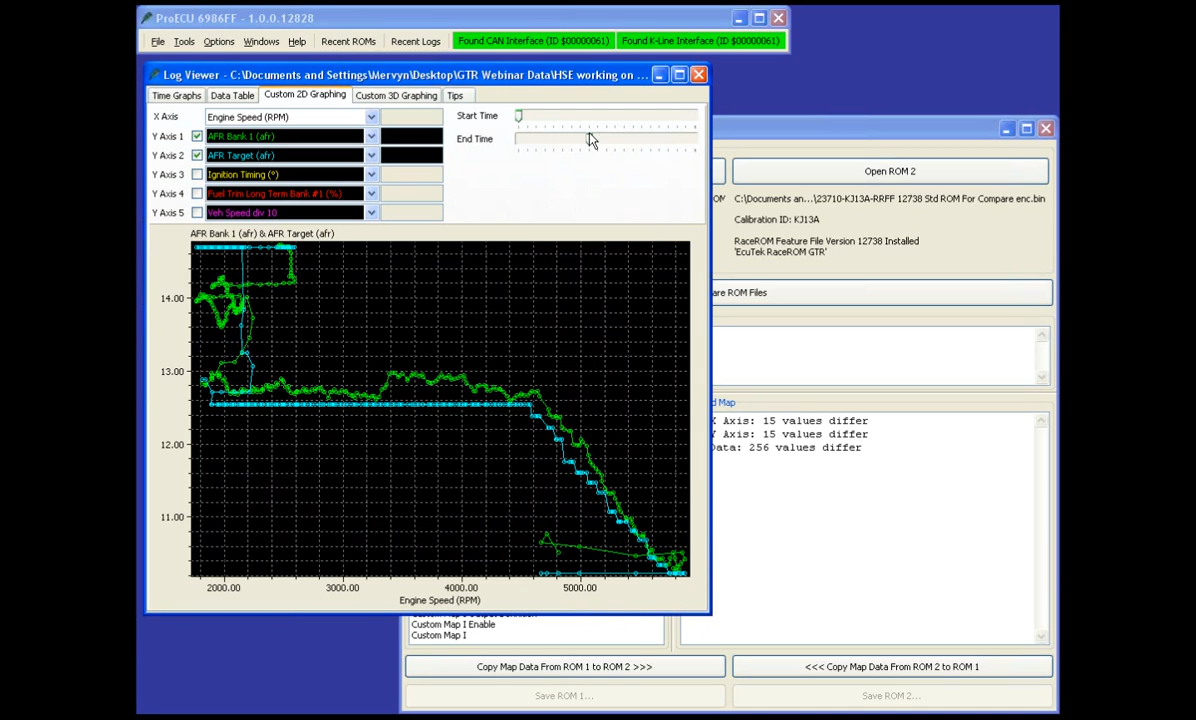 ProECU 6986FF - 1.0.0.12828
File Tools Options Windows Help Recent ROMs Recent Logs Found CAN Interface (ID $00000061) Found K-Line Interface (ID $00000061)
Log Viewer - C:\Documents and Settings\Mervyn\Desktop\GTR Webinar Data\HSE working on ...
Time Graphs Data Table Custom 2D Graphing Custom 3D Graphing Tips
X Axis Engine Speed (RPM) Start Time
Y Axis 1 AFR Bank 1 (afr) End Time
Y Axis 2 AFR Target (afr)
Y Axis 3 Ignition Timing (°)
Y Axis 4 Fuel Trim Long Term Bank #1 (%)
Y Axis 5 Veh Speed div 10
AFR Bank 1 (afr) & AFR Target (afr)
14.00
13.00
12.00
11.00
2000.00 3000.00 4000.00 5000.00
Engine Speed (RPM)
Open ROM 2
OM C:\Documents an...\23710-KJ13A-RRFF 12738 Std ROM For Compare enc.bin
Calibration ID: KJ13A
RaceROM Feature File Version 12738 Installed
'EcuTek RaceROM GTR'
are ROM Files
d Map
X Axis: 15 values differ
Y Axis: 15 values differ
Data: 256 values differ
Custom Map I Enable
Custom Map I
Copy Map Data From ROM 1 to ROM 2 >>>
<<< Copy Map Data From ROM 2 to ROM 1
Save ROM 1...
Save ROM 2...